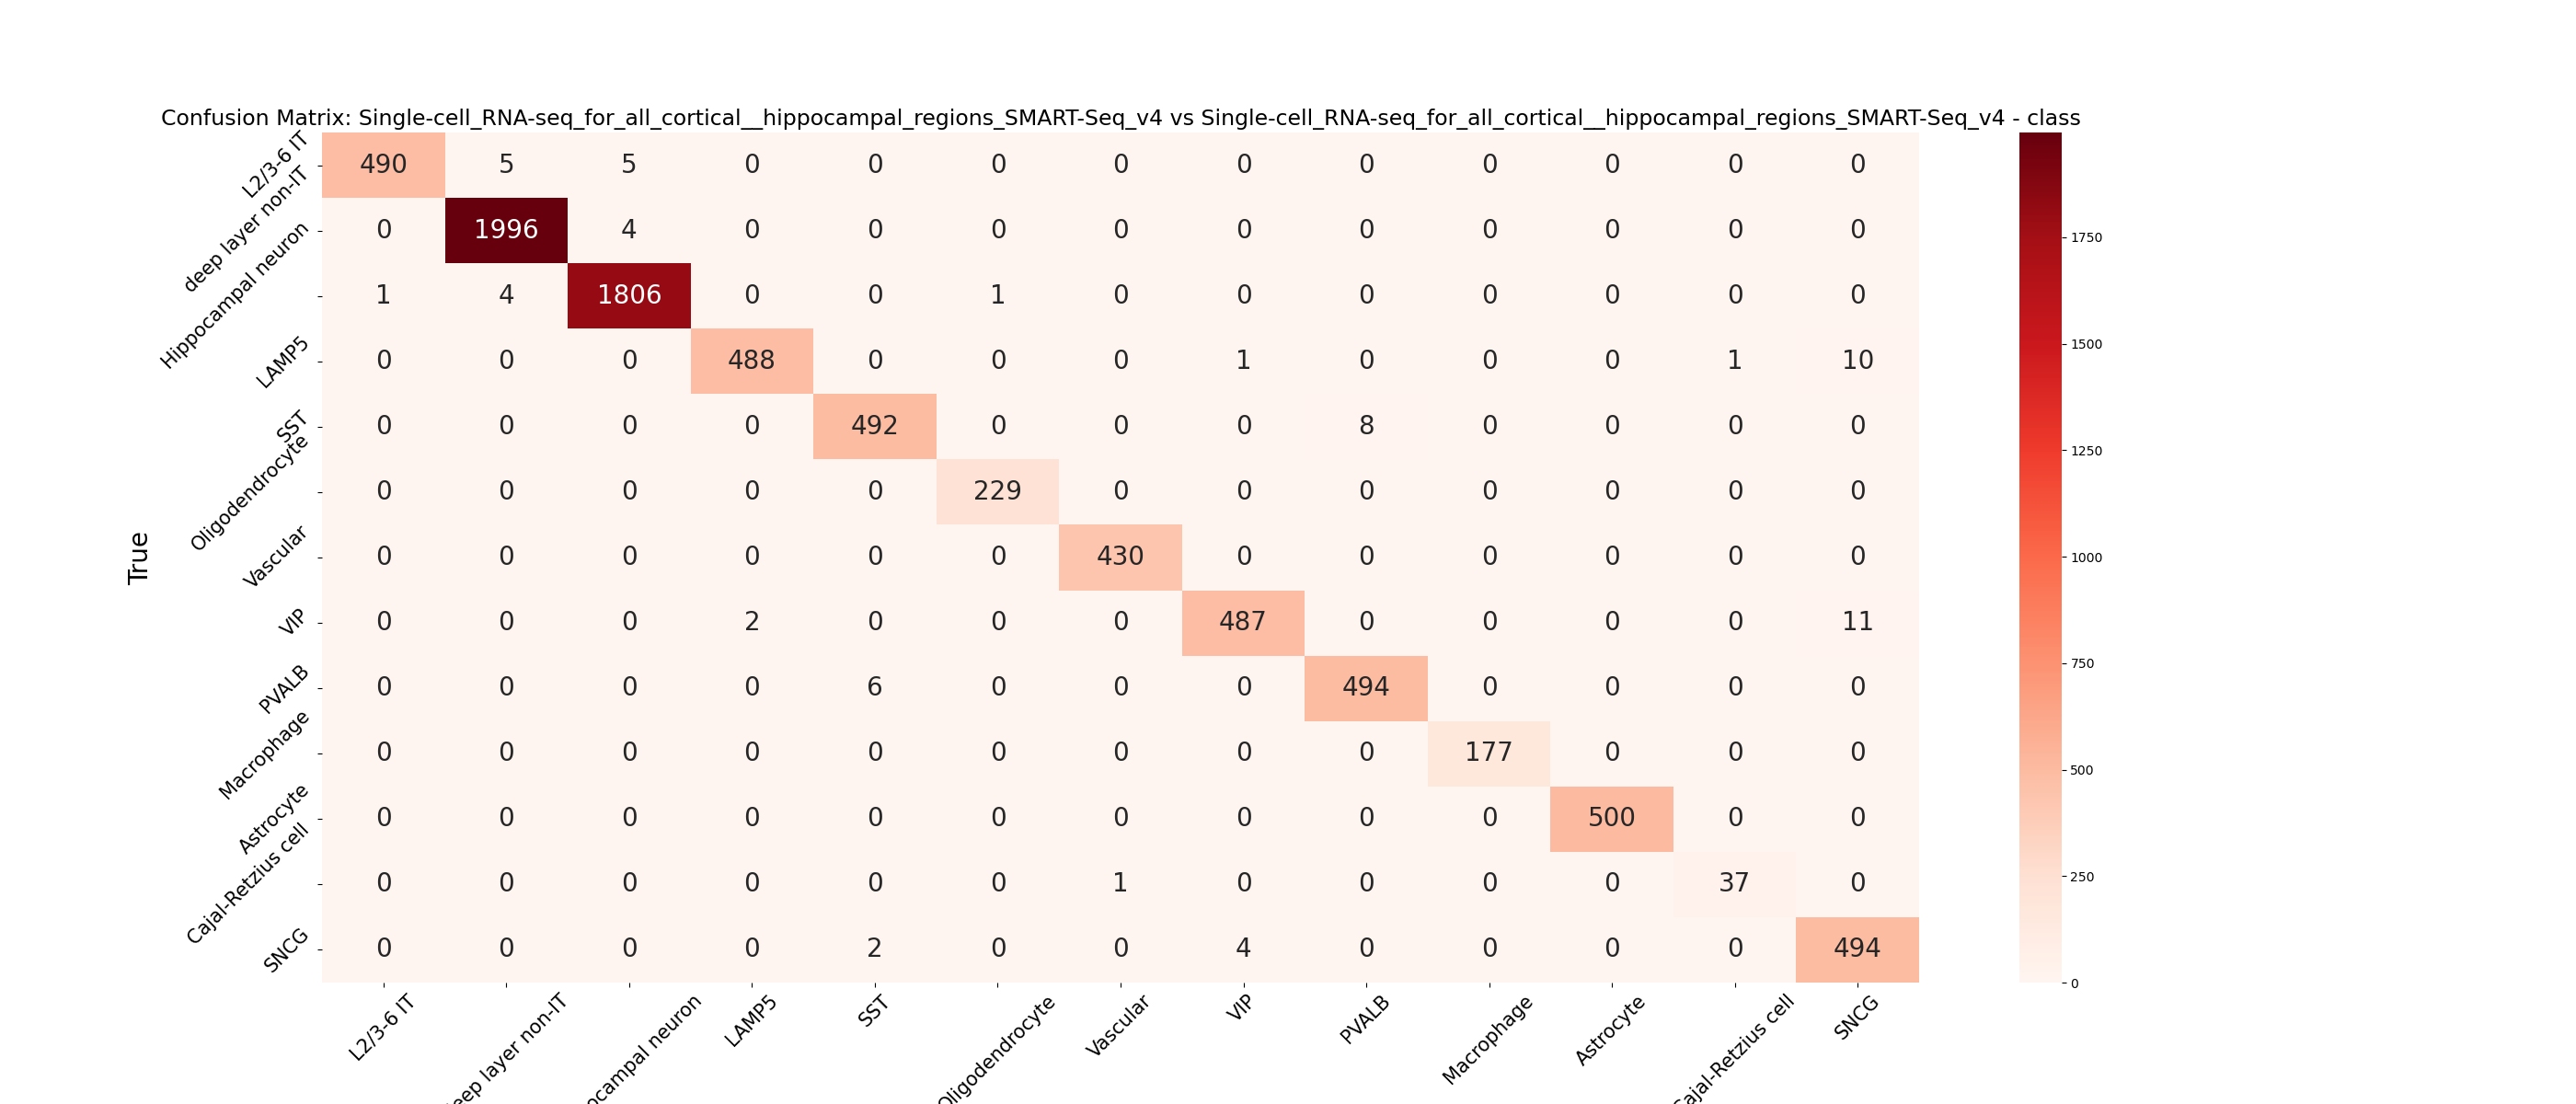 Confusion Matrix: Single-cell_RNA-seq_for_all_cortical__hippocampal_regions_SMART-Seq_v4 vs Single-cell_RNA-seq_for_all_cortical__hippocampal_regions_SMART-Seq_v4 - class
True
L2/3-6 IT 490 5 5 0 0 0 0 0 0 0 0 0 0
deep layer non-IT 0 1996 4 0 0 0 0 0 0 0 0 0 0
Hippocampal neuron 1 4 1806 0 0 1 0 0 0 0 0 0 0
LAMP5 0 0 0 488 0 0 0 1 0 0 0 1 10
SST 0 0 0 0 492 0 0 0 8 0 0 0 0
Oligodendrocyte 0 0 0 0 0 229 0 0 0 0 0 0 0
Vascular 0 0 0 0 0 0 430 0 0 0 0 0 0
VIP 0 0 0 2 0 0 0 487 0 0 0 0 11
PVALB 0 0 0 0 6 0 0 0 494 0 0 0 0
Macrophage 0 0 0 0 0 0 0 0 0 177 0 0 0
Astrocyte 0 0 0 0 0 0 0 0 0 0 500 0 0
Cajal-Retzius cell 0 0 0 0 0 0 1 0 0 0 0 37 0
SNCG 0 0 0 0 2 0 0 4 0 0 0 0 494
L2/3-6 IT
eep layer non-IT
ocampal neuron
LAMP5
SST
Oligodendrocyte
Vascular
VIP
PVALB
Macrophage
Astrocyte
Cajal-Retzius cell
SNCG
1750
1500
1250
1000
750
500
250
0